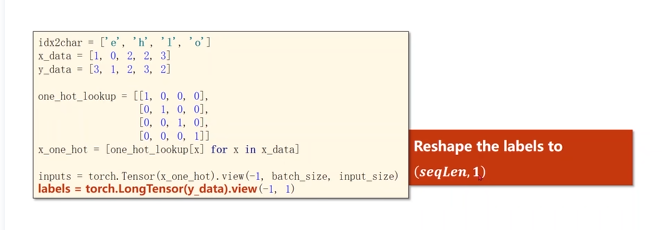 idx2char = ['e', 'h', 'l', 'o']
x_data = [1, 0, 2, 2, 3]
y_data = [3, 1, 2, 3, 2]
one_hot_lookup = [[1, 0, 0, 0],
[0, 1, 0, 0],
[0, 0, 1, 0],
[0, 0, 0, 1]]
x_one_hot = [one_hot_lookup[x] for x in x_data]
inputs = torch.Tensor(x_one_hot).view(-1, batch_size, input_size)
labels = torch.LongTensor(y_data).view(-1, 1)
Reshape the labels to
(seqLen, 1)